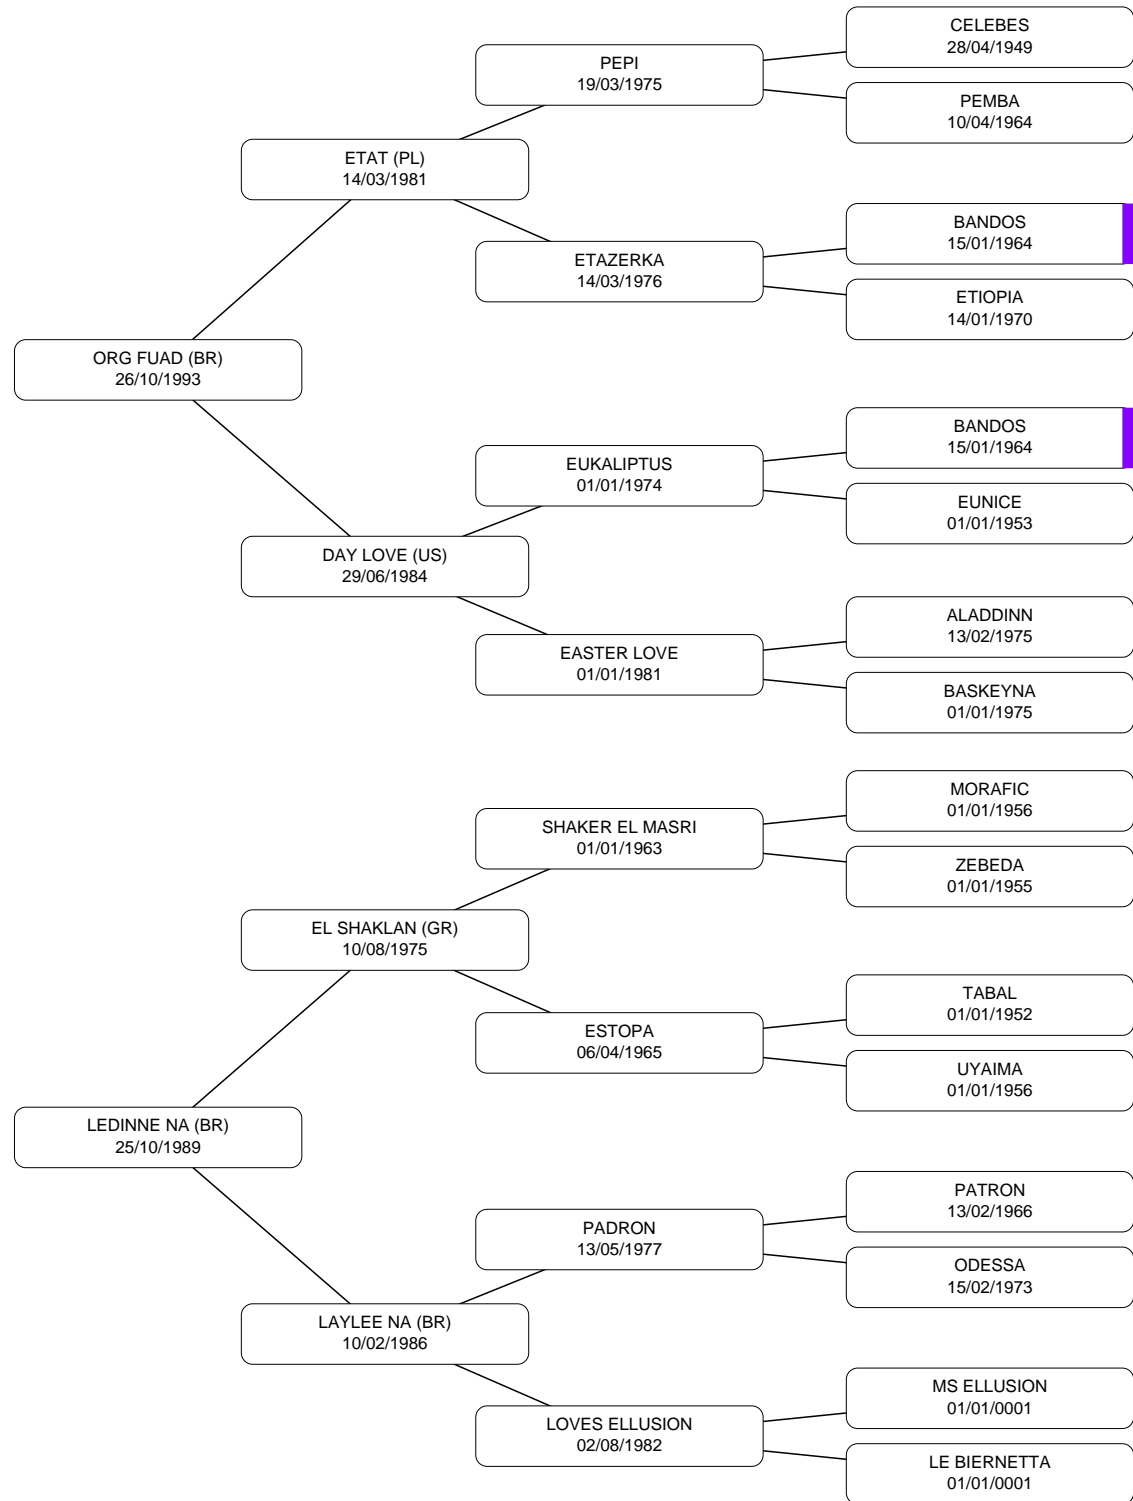 CELEBES
28/04/1949
PEPI
19/03/1975
PEMBA
10/04/1964
ETAT (PL)
14/03/1981
BANDOS
15/01/1964
ETAZERKA
14/03/1976
ETIOPIA
14/01/1970
ORG FUAD (BR)
26/10/1993
BANDOS
15/01/1964
EUKALIPTUS
01/01/1974
EUNICE
01/01/1953
DAY LOVE (US)
29/06/1984
ALADDINN
13/02/1975
EASTER LOVE
01/01/1981
BASKEYNA
01/01/1975
MORAFIC
01/01/1956
SHAKER EL MASRI
01/01/1963
ZEBEDA
01/01/1955
EL SHAKLAN (GR)
10/08/1975
TABAL
01/01/1952
ESTOPA
06/04/1965
UYAIMA
01/01/1956
LEDINNE NA (BR)
25/10/1989
PATRON
13/02/1966
PADRON
13/05/1977
ODESSA
15/02/1973
LAYLEE NA (BR)
10/02/1986
MS ELLUSION
01/01/0001
LOVES ELLUSION
02/08/1982
LE BIERNETTA
01/01/0001